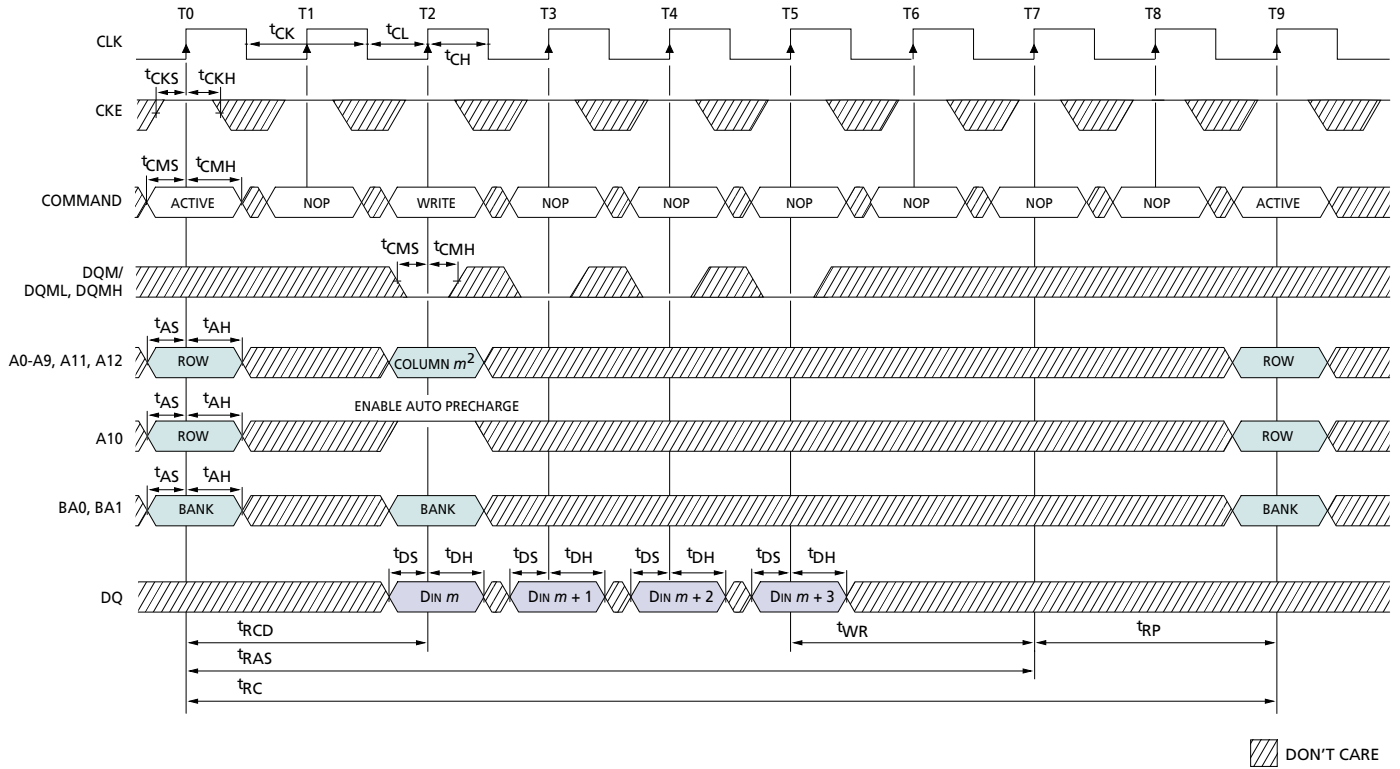 T0 T1 T2 T3 T4 T5 T6 T7 T8 T9
CLK
tCK tCL
tCH
tCKS tCKH
CKE
tCMS tCMH
COMMAND ACTIVE NOP WRITE NOP NOP NOP NOP NOP NOP ACTIVE
tCMS tCMH
DQM/
DQML, DQMH
tAS tAH
A0-A9, A11, A12 ROW COLUMN m2 ROW
ENABLE AUTO PRECHARGE
tAS tAH
A10 ROW ROW
tAS tAH
BA0, BA1 BANK BANK BANK
tDS tDH tDS tDH tDS tDH tDS tDH
DQ DIN m DIN m + 1 DIN m + 2 DIN m + 3
tRCD tWR tRP
tRAS
tRC
DON'T CARE